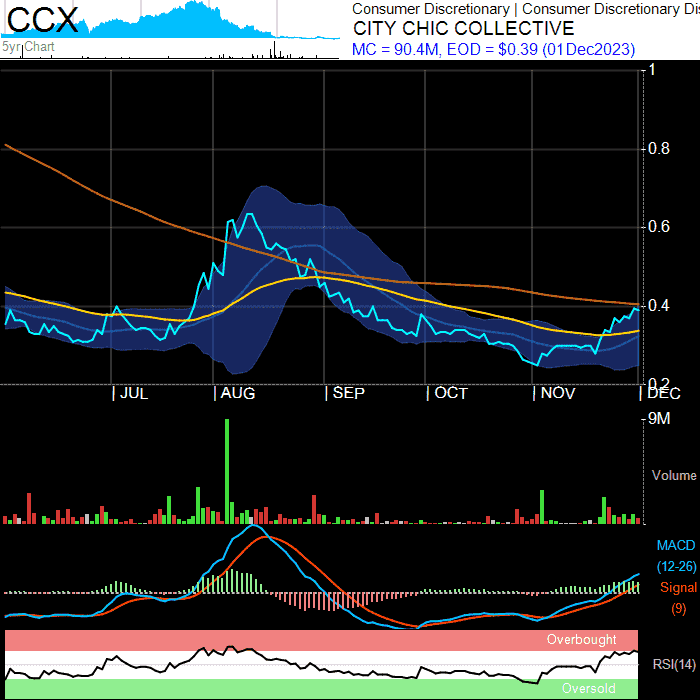 CCX
5yr Chart
Consumer Discretionary | Consumer Discretionary Dis
CITY CHIC COLLECTIVE
MC = 90.4M, EOD = $0.39 (01Dec2023)
1
0.8
0.6
0.4
0.2
| JUL | AUG | SEP | OCT | NOV | DEC
9M
Volume
MACD
(12-26)
Signal
(9)
Overbought
RSI(14)
Oversold